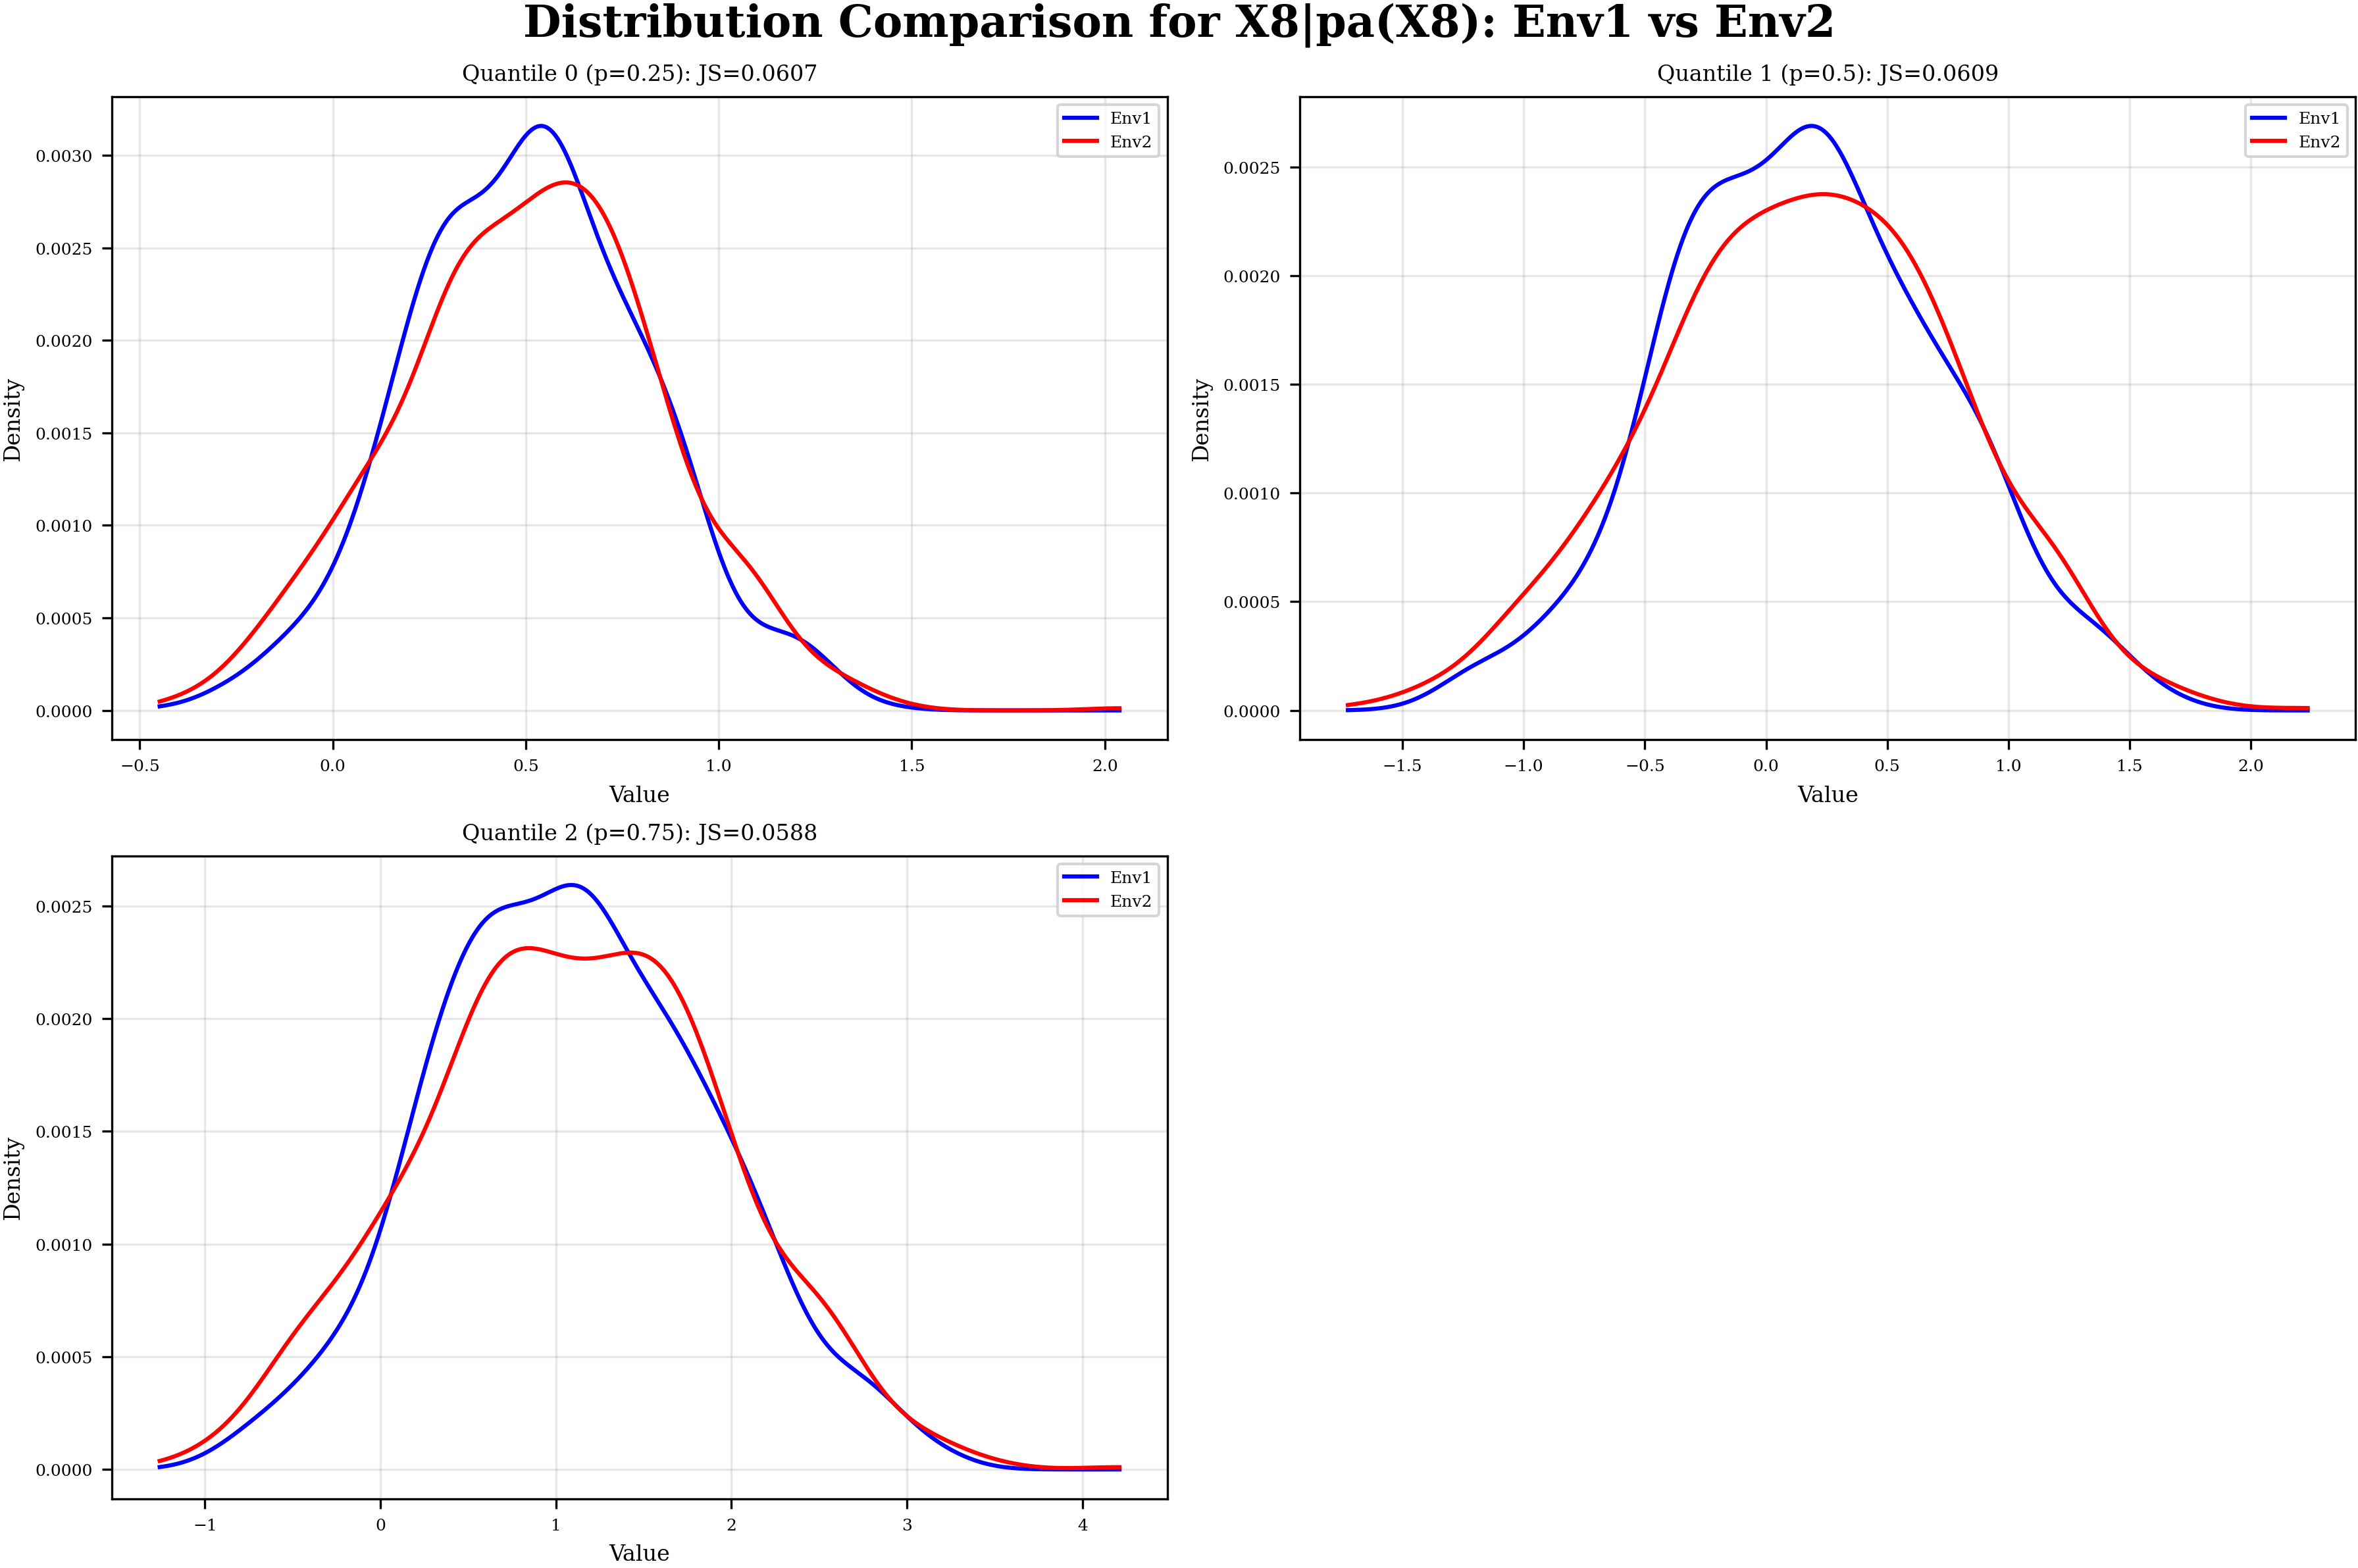 Distribution Comparison for X8|pa(X8): Env1 vs Env2
Quantile 0 (p=0.25): JS=0.0607
Env1
Env2
0.0030
0.0025
0.0020
0.0015
0.0010
0.0005
0.0000
Density
−0.5 0.0 0.5 1.0 1.5 2.0
Value
Quantile 1 (p=0.5): JS=0.0609
Env1
Env2
0.0025
0.0020
0.0015
0.0010
0.0005
0.0000
Density
−1.5 −1.0 −0.5 0.0 0.5 1.0 1.5 2.0
Value
Quantile 2 (p=0.75): JS=0.0588
Env1
Env2
0.0025
0.0020
0.0015
0.0010
0.0005
0.0000
Density
−1 0 1 2 3 4
Value